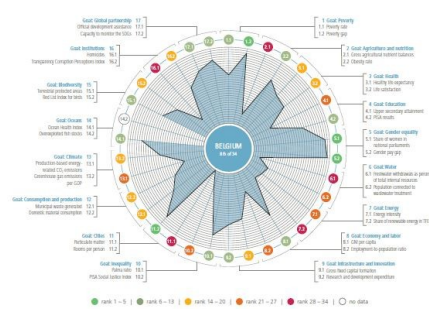 Goal: Global partnership 17
Official development assistance 17.1
Capacity to monitor the SDGs 17.2
Goal: Institutions 16
Homicides 16.1
Transparency Corruption Perceptions Index 16.2
Goal: Biodiversity 15
Terrestrial protected areas 15.1
Red List Index for birds 15.2
Goal: Oceans 14
Ocean Health Index 14.1
Overexploited fish stocks 14.2
Goal: Climate 13
Production-based energy-related CO₂ emissions 13.1
Greenhouse gas emissions per GDP 13.2
Goal: Consumption and production 12
Municipal waste generated 12.1
Domestic material consumption 12.2
Goal: Cities 11
Particulate matter 11.1
Rooms per person 11.2
Goal: Inequality 10
Palma ratio 10.1
PISA Social Justice Index 10.2
1 Goal: Poverty
1.1 Poverty rate
1.2 Poverty gap
2 Goal: Agriculture and nutrition
2.1 Gross agricultural nutrient balances
2.2 Obesity rate
3 Goal: Health
3.1 Healthy life expectancy
3.2 Life satisfaction
4 Goal: Education
4.1 Upper secondary attainment
4.2 PISA results
5 Goal: Gender equality
5.1 Share of women in national parliaments
5.2 Gender pay gap
6 Goal: Water
6.1 Freshwater withdrawals as percent of total internal resources
6.2 Population connected to wastewater treatment
7 Goal: Energy
7.1 Energy intensity
7.2 Share of renewable energy in TFC
8 Goal: Economy and labor
8.1 GNI per capita
8.2 Employment-to-population ratio
9 Goal: Infrastructure and innovation
9.1 Gross fixed capital formation
9.2 Research and development expenditure
BELGIUM
rank 1 – 5 | rank 6 – 13 | rank 14 – 20 | rank 21 – 27 | rank 28 – 34 | no data